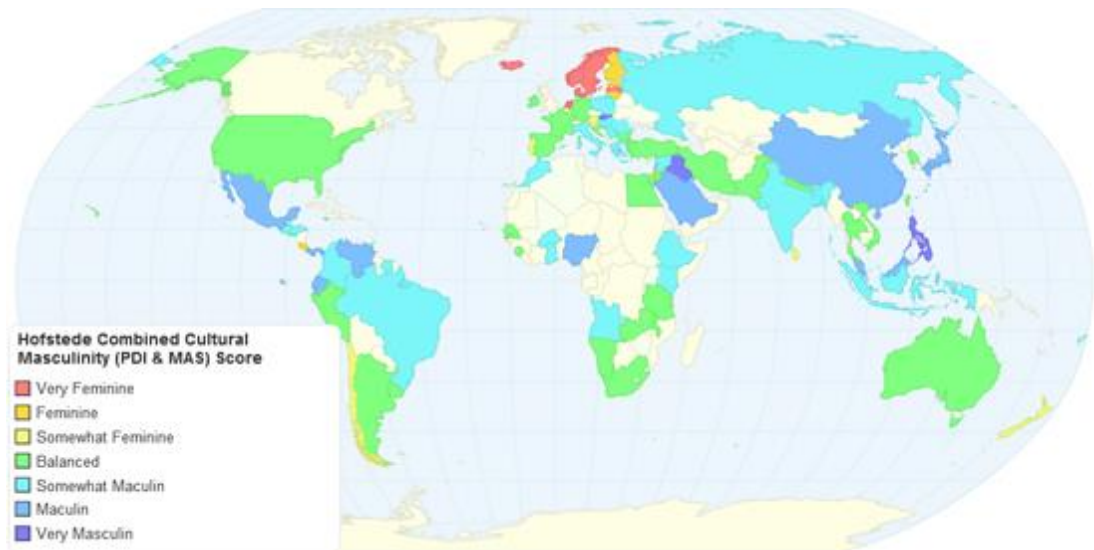 Hofstede Combined Cultural
Masculinity (PDI & MAS) Score
Very Feminine
Feminine
Somewhat Feminine
Balanced
Somewhat Maculin
Maculin
Very Masculin